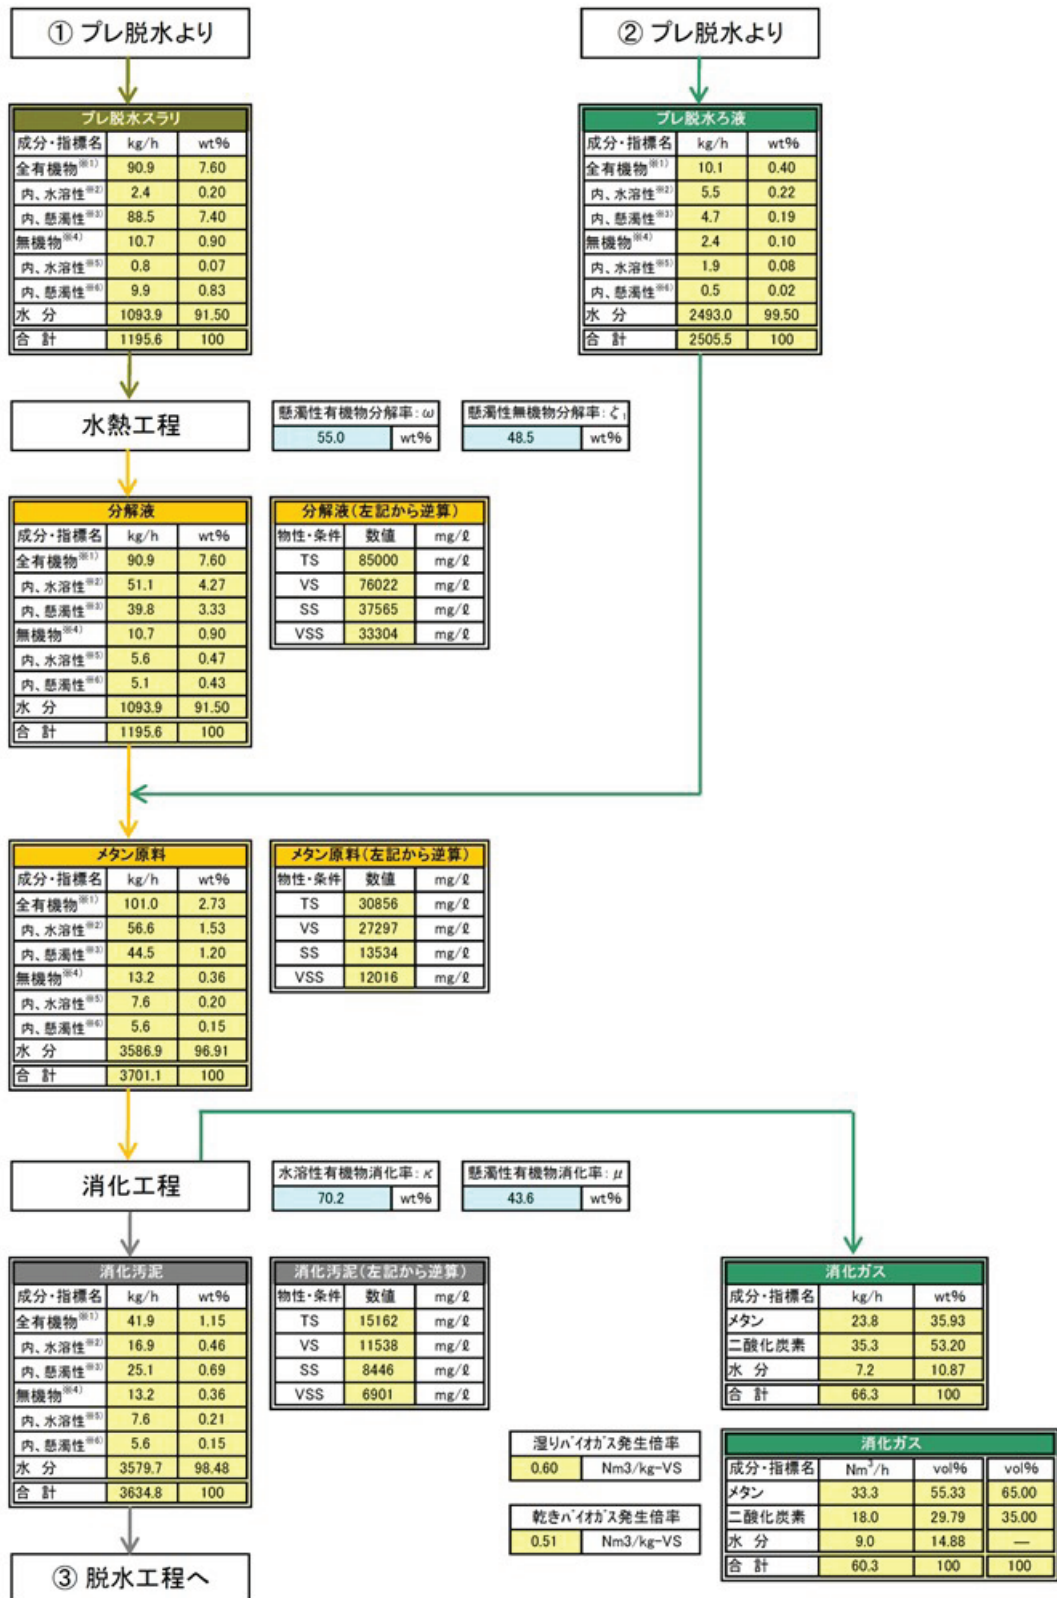 ① プレ脱水より
② プレ脱水より
プレ脱水スラリ
成分・指標名 kg/h wt%
全有機物※1) 90.9 7.60
内、水溶性※2) 2.4 0.20
内、懸濁性※3) 88.5 7.40
無機物※4) 10.7 0.90
内、水溶性※5) 0.8 0.07
内、懸濁性※6) 9.9 0.83
水 分 1093.9 91.50
合 計 1195.6 100
プレ脱水ろ液
成分・指標名 kg/h wt%
全有機物※1) 10.1 0.40
内、水溶性※2) 5.5 0.22
内、懸濁性※3) 4.7 0.19
無機物※4) 2.4 0.10
内、水溶性※5) 1.9 0.08
内、懸濁性※6) 0.5 0.02
水 分 2493.0 99.50
合 計 2505.5 100
水熱工程
懸濁性有機物分解率:ω
55.0 wt%
懸濁性無機物分解率:ζ1
48.5 wt%
分解液
成分・指標名 kg/h wt%
全有機物※1) 90.9 7.60
内、水溶性※2) 51.1 4.27
内、懸濁性※3) 39.8 3.33
無機物※4) 10.7 0.90
内、水溶性※5) 5.6 0.47
内、懸濁性※6) 5.1 0.43
水 分 1093.9 91.50
合 計 1195.6 100
分解液(左記から逆算)
物性・条件 数値 mg/ℓ
TS 85000 mg/ℓ
VS 76022 mg/ℓ
SS 37565 mg/ℓ
VSS 33304 mg/ℓ
メタン原料
成分・指標名 kg/h wt%
全有機物※1) 101.0 2.73
内、水溶性※2) 56.6 1.53
内、懸濁性※3) 44.5 1.20
無機物※4) 13.2 0.36
内、水溶性※5) 7.6 0.20
内、懸濁性※6) 5.6 0.15
水 分 3586.9 96.91
合 計 3701.1 100
メタン原料(左記から逆算)
物性・条件 数値 mg/ℓ
TS 30856 mg/ℓ
VS 27297 mg/ℓ
SS 13534 mg/ℓ
VSS 12016 mg/ℓ
消化工程
水溶性有機物消化率:κ
70.2 wt%
懸濁性有機物消化率:μ
43.6 wt%
消化汚泥
成分・指標名 kg/h wt%
全有機物※1) 41.9 1.15
内、水溶性※2) 16.9 0.46
内、懸濁性※3) 25.1 0.69
無機物※4) 13.2 0.36
内、水溶性※5) 7.6 0.21
内、懸濁性※6) 5.6 0.15
水 分 3579.7 98.48
合 計 3634.8 100
消化汚泥(左記から逆算)
物性・条件 数値 mg/ℓ
TS 15162 mg/ℓ
VS 11538 mg/ℓ
SS 8446 mg/ℓ
VSS 6901 mg/ℓ
消化ガス
成分・指標名 kg/h wt%
メタン 23.8 35.93
二酸化炭素 35.3 53.20
水 分 7.2 10.87
合 計 66.3 100
湿りバイオガス発生倍率
0.60 Nm3/kg-VS
乾きバイオガス発生倍率
0.51 Nm3/kg-VS
消化ガス
成分・指標名 Nm³/h vol% vol%
メタン 33.3 55.33 65.00
二酸化炭素 18.0 29.79 35.00
水 分 9.0 14.88 —
合 計 60.3 100 100
③ 脱水工程へ